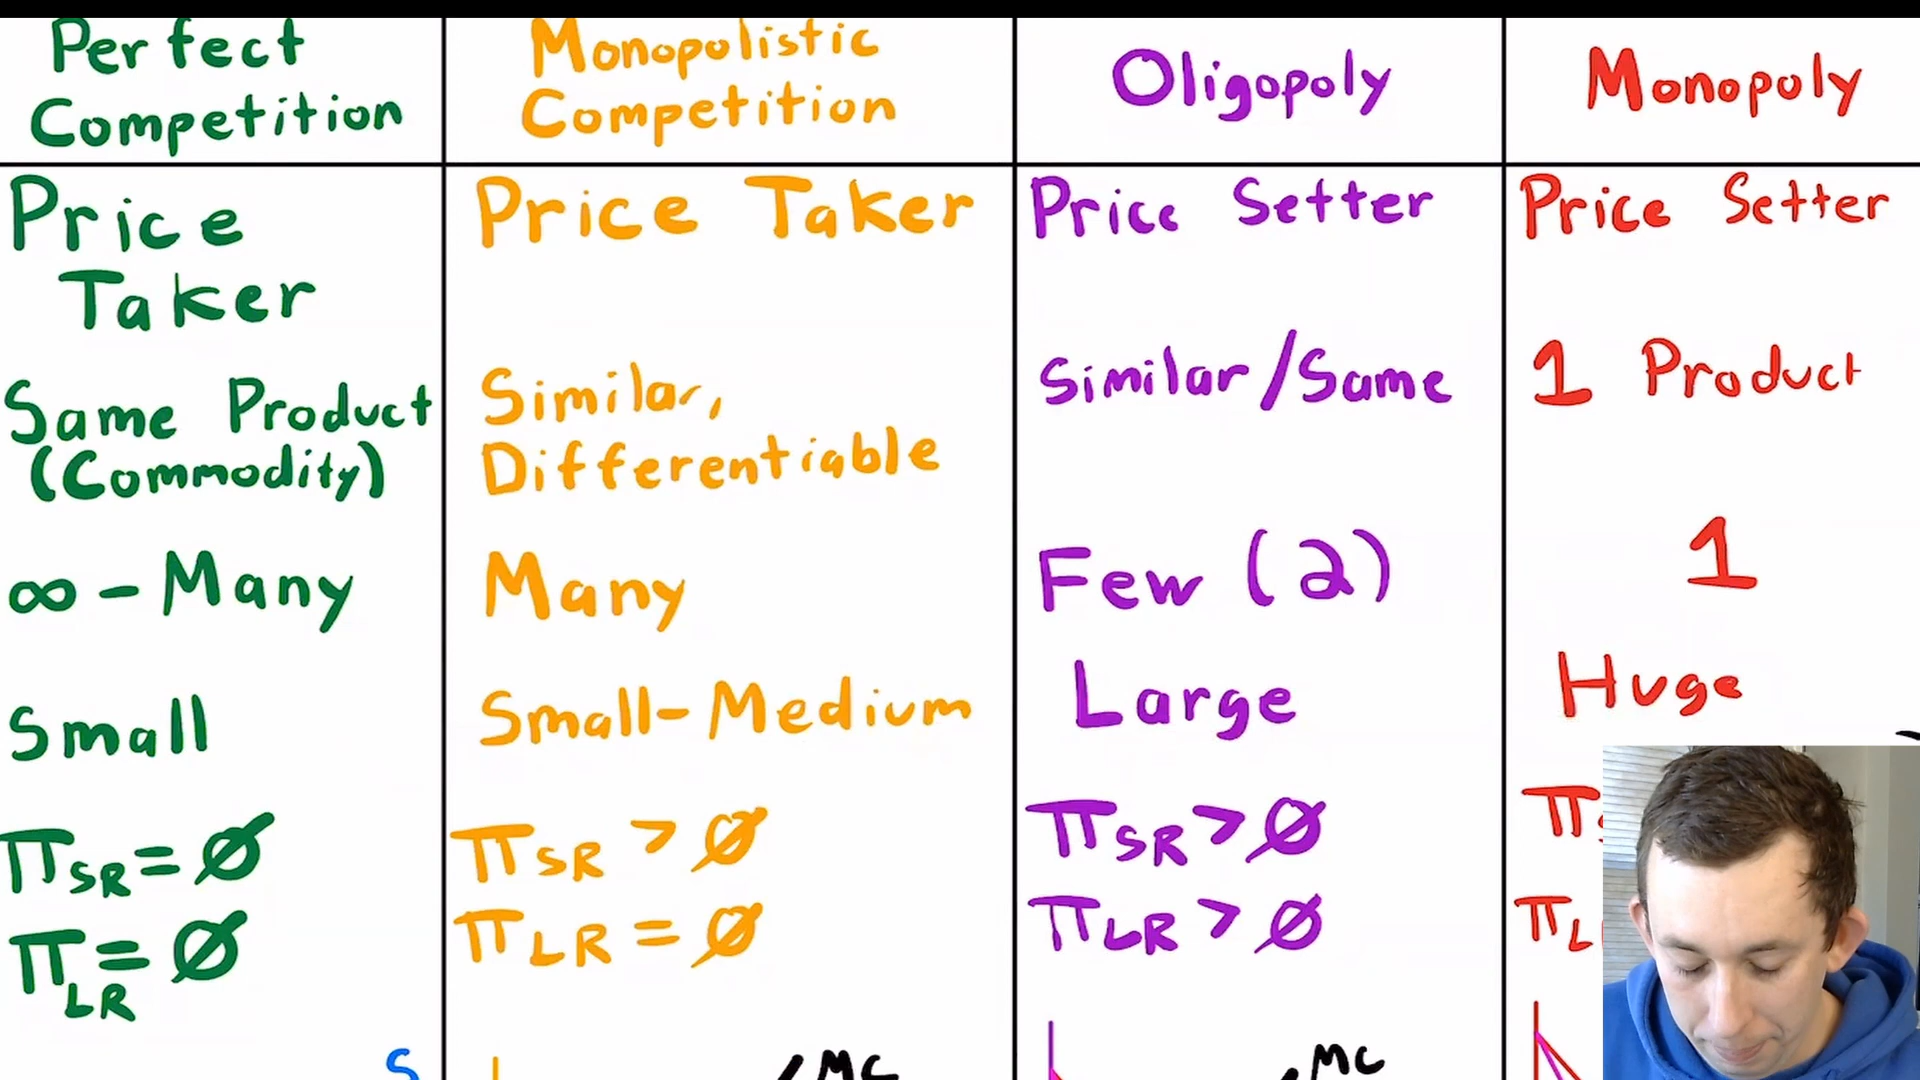 Perfect
Competition
Monopolistic
Competition
Oligopoly
Monopoly
Price
Taker
Price Taker
Price Setter
Price Setter
Same Product
(Commodity)
Similar,
Differentiable
Similar/Same
1 Product
∞ - Many
Many
Few (2)
1
Small
Small-Medium
Large
Huge
πSR = Ø
πSR > Ø
πSR > Ø
π
πLR = Ø
πLR = Ø
πLR > Ø
πL
S
MC
MC